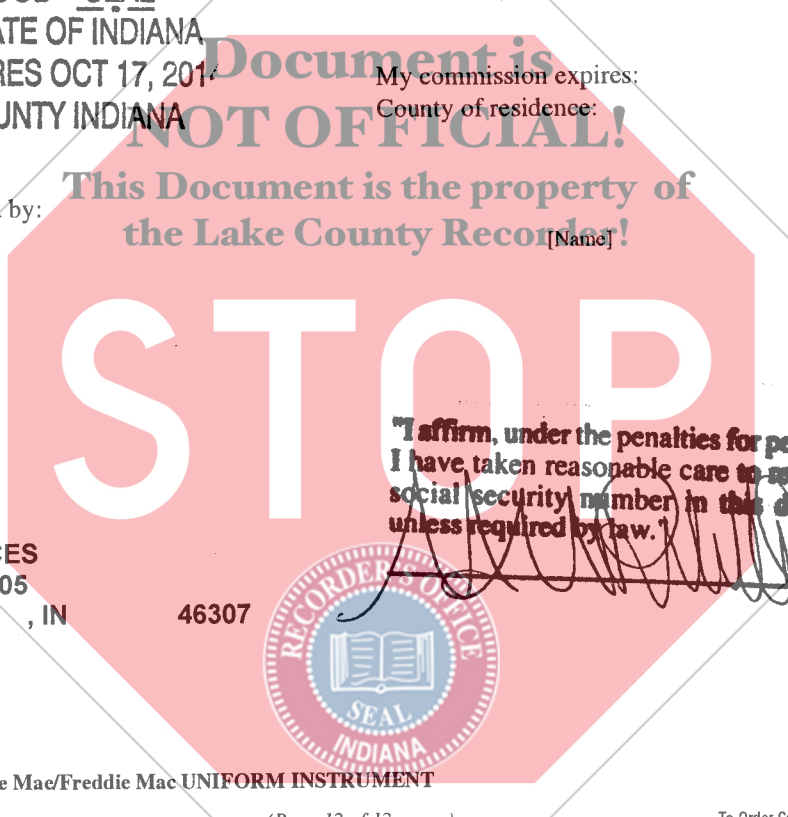 SEAL
ATE OF INDIANA
RES OCT 17, 201
UNTY INDIANA
Document is
My commission expires:
County of residence:
NOT OFFICIAL!
This Document is the property of
by:
the Lake County Recorder!
[Name]
STOP
"I affirm, under the penalties for pe
I have taken reasonable care to re
social security number in this d
unless required by law."
CES
05
, IN 46307
RECORDER'S OFFICE
SEAL
INDIANA
e Mae/Freddie Mac UNIFORM INSTRUMENT